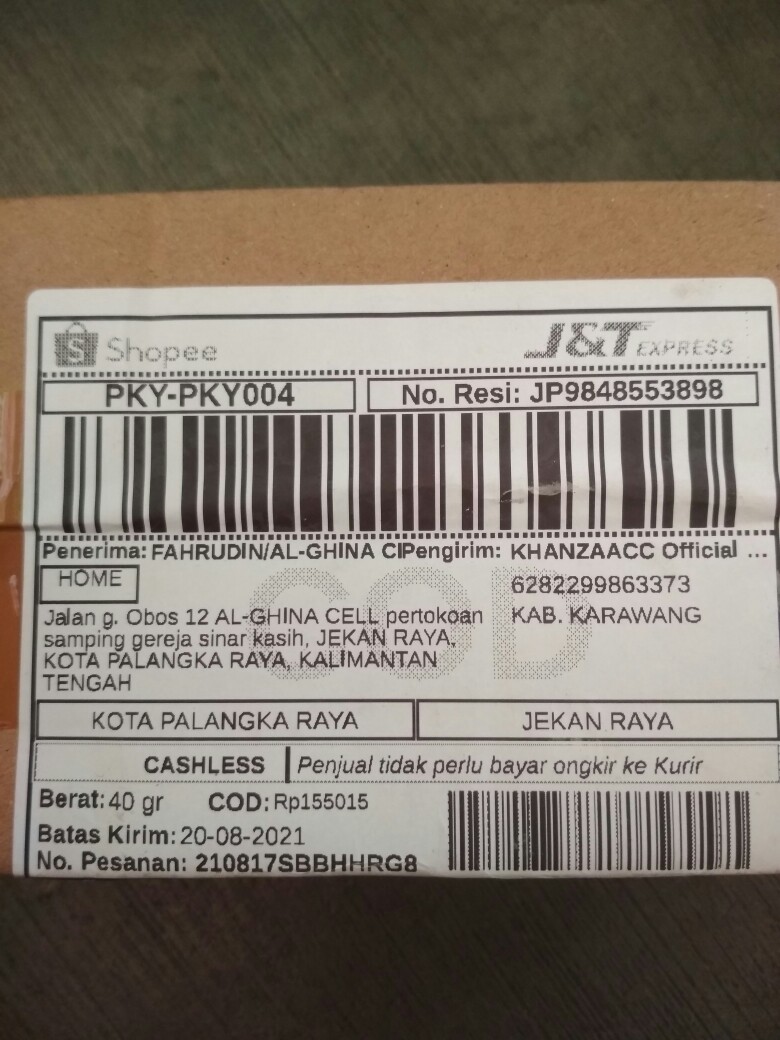 Shopee
J&T EXPRESS
PKY-PKY004
No. Resi: JP9848553898
Penerima: FAHRUDIN/AL-GHINA C
Pengirim: KHANZAACC Official ...
HOME
6282299863373
KAB. KARAWANG
Jalan g. Obos 12 AL-GHINA CELL pertokoan
samping gereja sinar kasih, JEKAN RAYA,
KOTA PALANGKA RAYA, KALIMANTAN
TENGAH
COD
KOTA PALANGKA RAYA
JEKAN RAYA
CASHLESS
Penjual tidak perlu bayar ongkir ke Kurir
Berat: 40 gr
COD: Rp155015
Batas Kirim: 20-08-2021
No. Pesanan: 210817SBBHHRG8